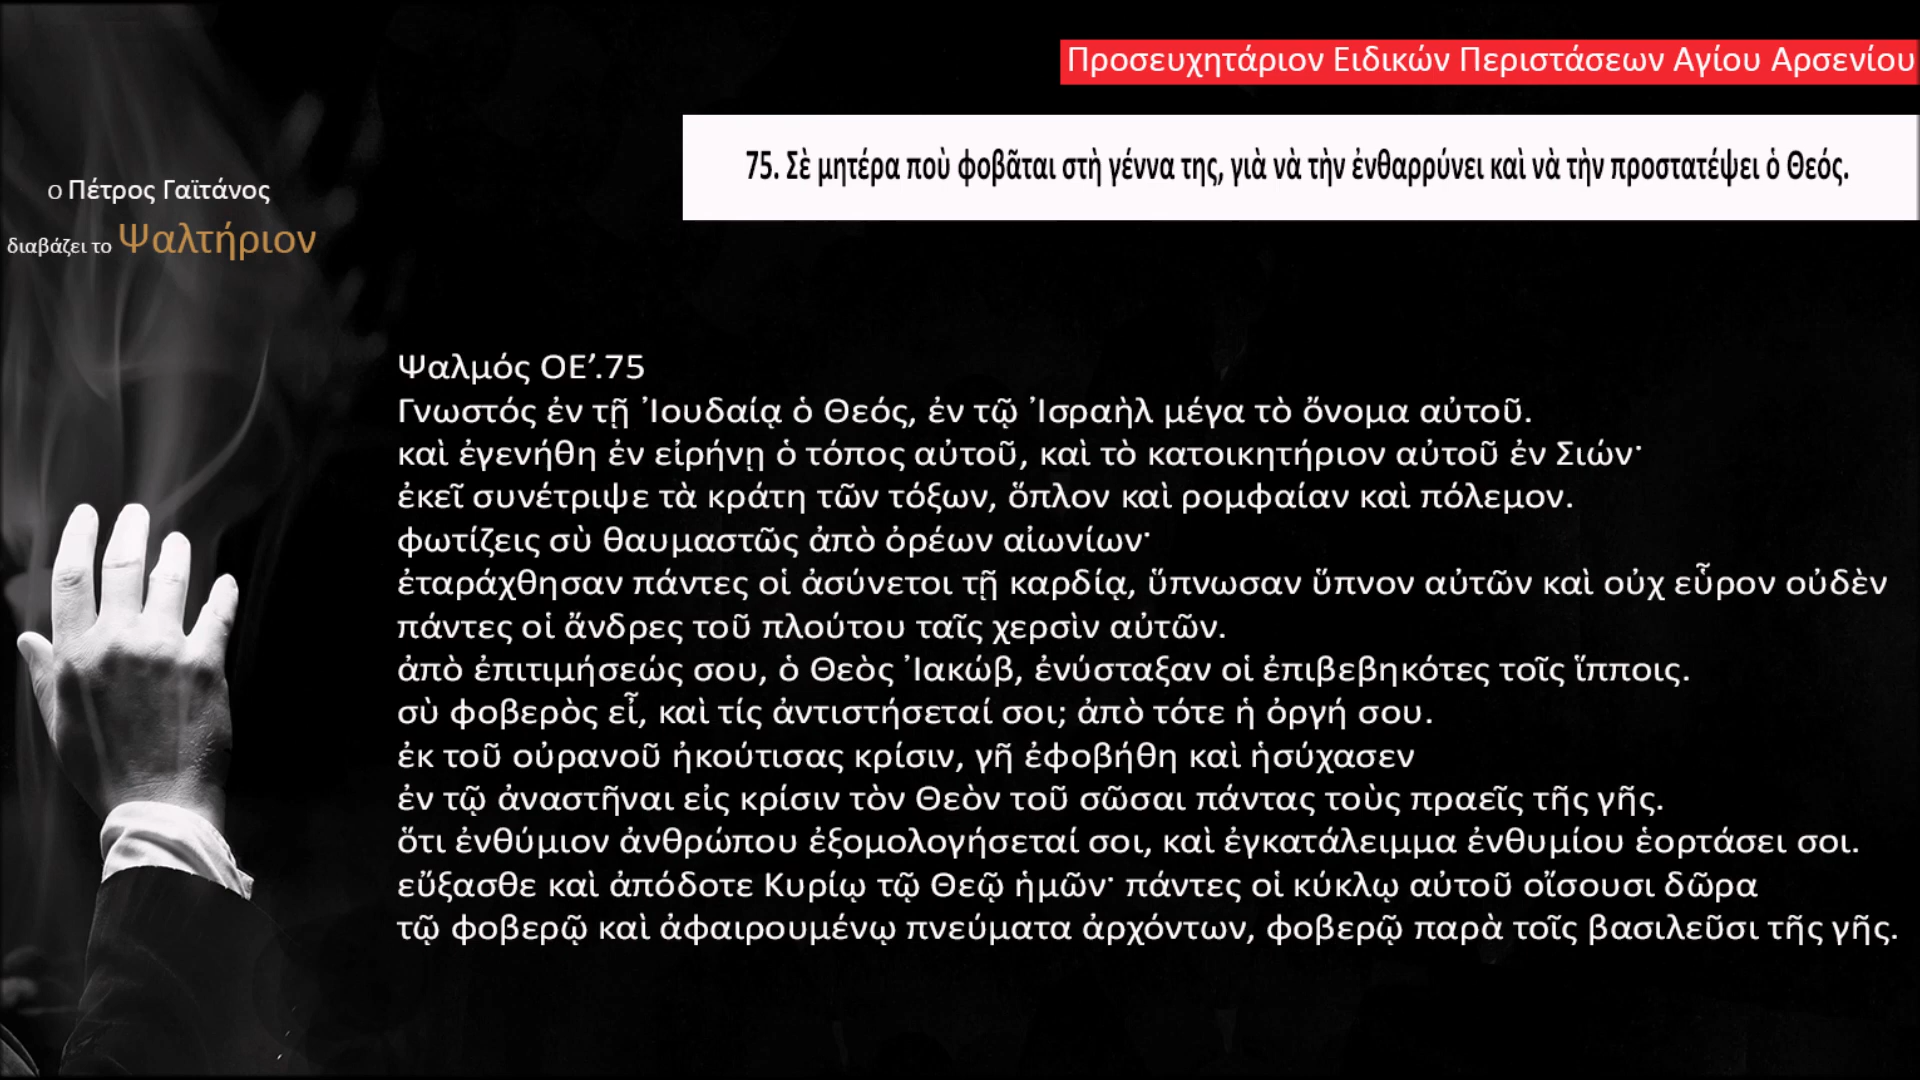 Προσευχητάριον Ειδικών Περιστάσεων Αγίου Αρσενίου
75. Σὲ μητέρα ποὺ φοβᾶται στὴ γέννα της, γιὰ νὰ τὴν ἐνθαρρύνει καὶ νὰ τὴν προστατέψει ὁ Θεός.
ο Πέτρος Γαϊτάνος
διαβάζει το Ψαλτήριον
Ψαλμός ΟΕ’.75
Γνωστός ἐν τῇ ᾿Ιουδαίᾳ ὁ Θεός, ἐν τῷ ᾿Ισραὴλ μέγα τὸ ὄνομα αὐτοῦ.
καὶ ἐγενήθη ἐν εἰρήνῃ ὁ τόπος αὐτοῦ, καὶ τὸ κατοικητήριον αὐτοῦ ἐν Σιών·
ἐκεῖ συνέτριψε τὰ κράτη τῶν τόξων, ὅπλον καὶ ρομφαίαν καὶ πόλεμον.
φωτίζεις σὺ θαυμαστῶς ἀπὸ ὀρέων αἰωνίων·
ἐταράχθησαν πάντες οἱ ἀσύνετοι τῇ καρδίᾳ, ὕπνωσαν ὕπνον αὐτῶν καὶ οὐχ εὗρον οὐδὲν
πάντες οἱ ἄνδρες τοῦ πλούτου ταῖς χερσὶν αὐτῶν.
ἀπὸ ἐπιτιμήσεώς σου, ὁ Θεὸς ᾿Ιακώβ, ἐνύσταξαν οἱ ἐπιβεβηκότες τοῖς ἵπποις.
σὺ φοβερὸς εἶ, καὶ τίς ἀντιστήσεταί σοι; ἀπὸ τότε ἡ ὀργή σου.
ἐκ τοῦ οὐρανοῦ ἠκούτισας κρίσιν, γῆ ἐφοβήθη καὶ ἡσύχασεν
ἐν τῷ ἀναστῆναι εἰς κρίσιν τὸν Θεὸν τοῦ σῶσαι πάντας τοὺς πραεῖς τῆς γῆς.
ὅτι ἐνθύμιον ἀνθρώπου ἐξομολογήσεταί σοι, καὶ ἐγκατάλειμμα ἐνθυμίου ἑορτάσει σοι.
εὔξασθε καὶ ἀπόδοτε Κυρίῳ τῷ Θεῷ ἡμῶν· πάντες οἱ κύκλῳ αὐτοῦ οἴσουσι δῶρα
τῷ φοβερῷ καὶ ἀφαιρουμένῳ πνεύματα ἀρχόντων, φοβερῷ παρὰ τοῖς βασιλεῦσι τῆς γῆς.